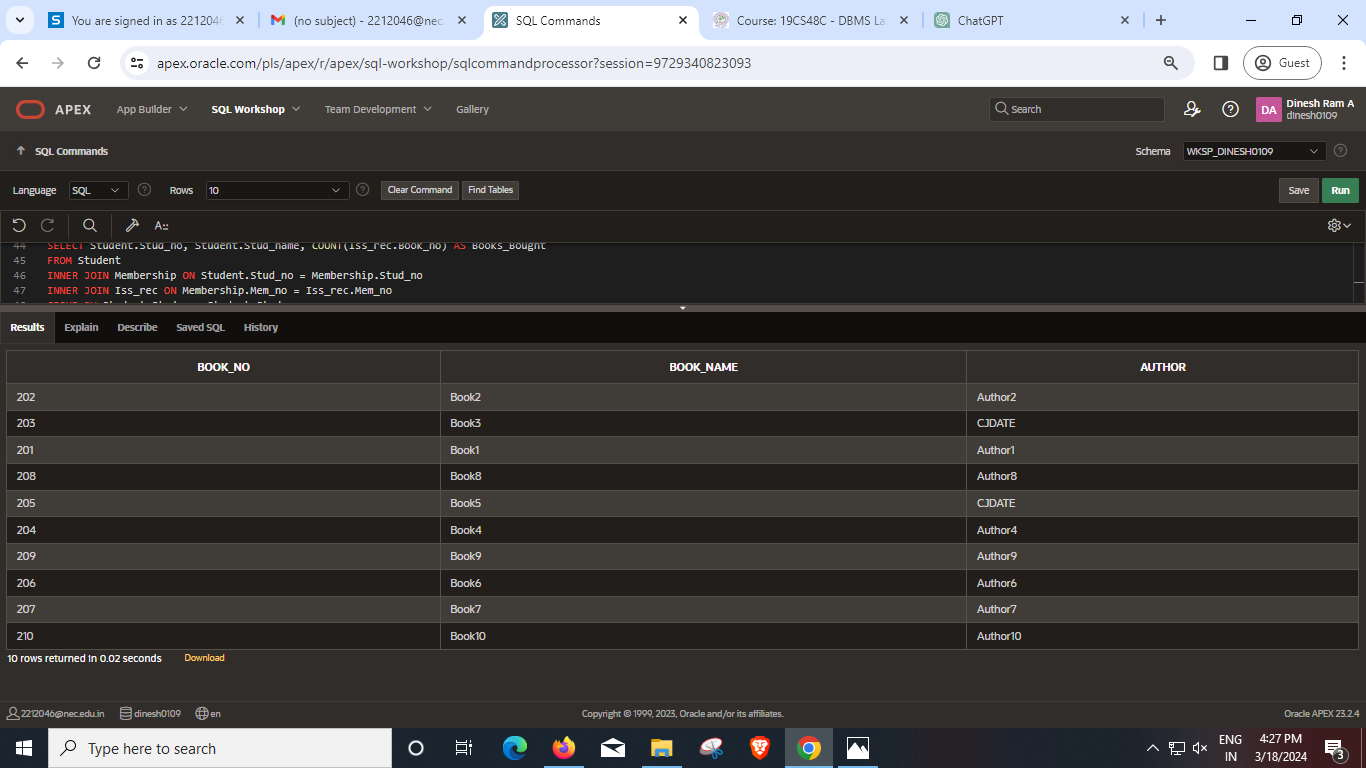 You are signed in as 221204
(no subject) - 2212046@nec.
SQL Commands
Course: 19CS48C - DBMS La
ChatGPT
apex.oracle.com/pls/apex/r/apex/sql-workshop/sqlcommandprocessor?session=9729340823093
Guest
APEX App Builder SQL Workshop Team Development Gallery Search DA Dinesh Ram A
dinesh0109
SQL Commands Schema WKSP_DINESH0109
Language SQL Rows 10 Clear Command Find Tables Save Run
A::
44 SELECT Student.Stud_no, Student.Stud_name, COUNT(Iss_rec.Book_no) AS Books_Bought
45 FROM Student
46 INNER JOIN Membership ON Student.Stud_no = Membership.Stud_no
47 INNER JOIN Iss_rec ON Membership.Mem_no = Iss_rec.Mem_no
Results Explain Describe Saved SQL History
BOOK_NO BOOK_NAME AUTHOR
202 Book2 Author2
203 Book3 CJDATE
201 Book1 Author1
208 Book8 Author8
205 Book5 CJDATE
204 Book4 Author4
209 Book9 Author9
206 Book6 Author6
207 Book7 Author7
210 Book10 Author10
10 rows returned in 0.02 seconds Download
2212046@nec.edu.in dinesh0109 en Copyright © 1999, 2023, Oracle and/or its affiliates. Oracle APEX 23.2.4
Type here to search
ENG
IN
4:27 PM
3/18/2024
3